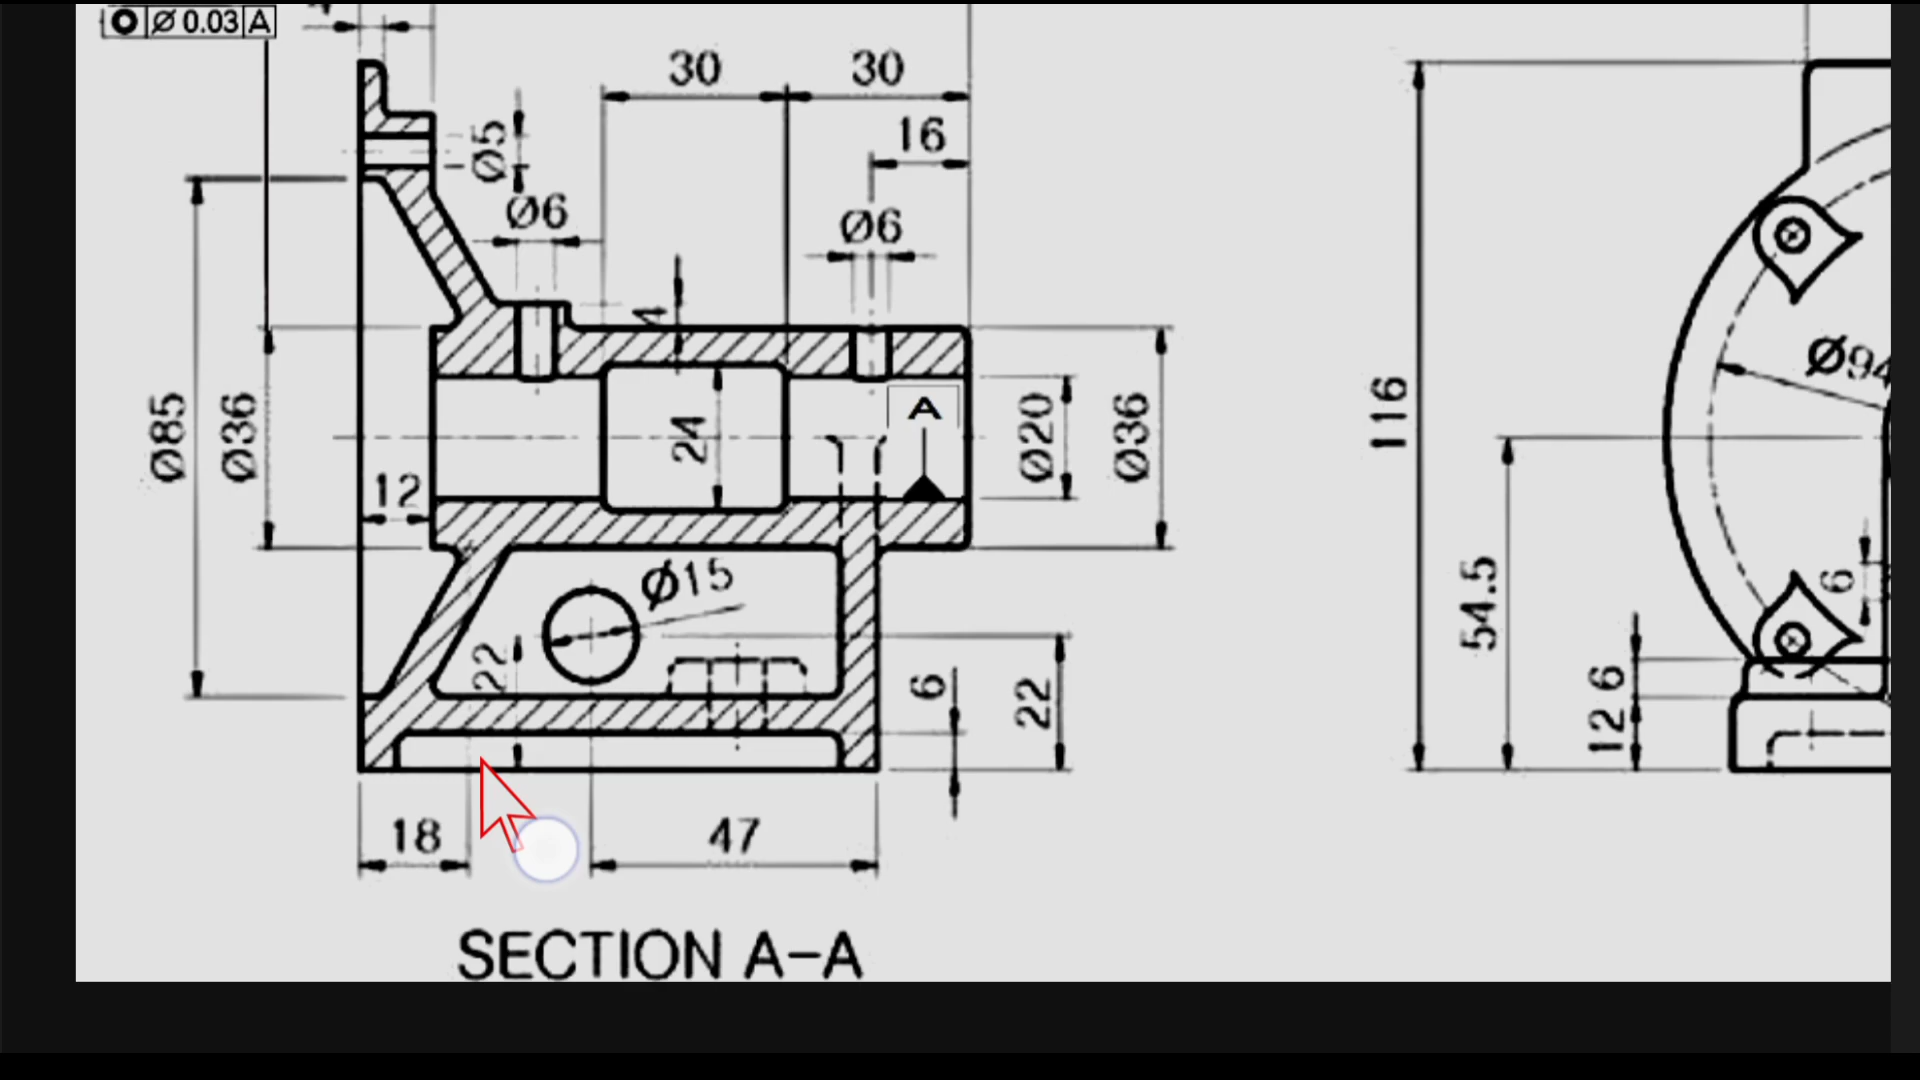 ⌾ Ø 0.03 A
30 30
16
Ø5
Ø6
Ø6
4
A
24
Ø85
Ø36
12
Ø20
Ø36
Ø15
22
6
22
18
47
SECTION A-A
116
54.5
Ø94
6
6
12